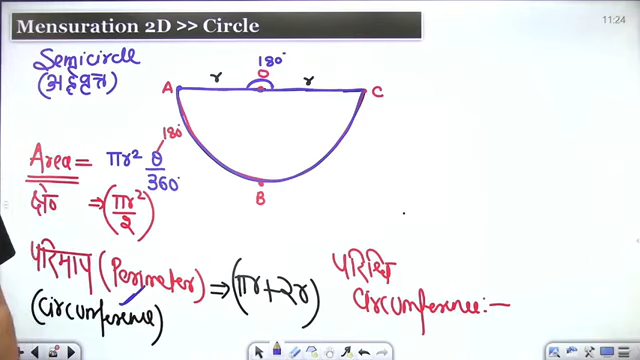 Mensuration 2D >> Circle
11:24
Semicircle
(अर्द्धवृत्त)
180°
r O r
A C
B
180°
Area = πr² θ/360°
क्षे० ⇒ (πr²/2)
परिमाप (Perimeter) ⇒ (πr + 2r)
(Circumference)
परिधि
Circumference:-